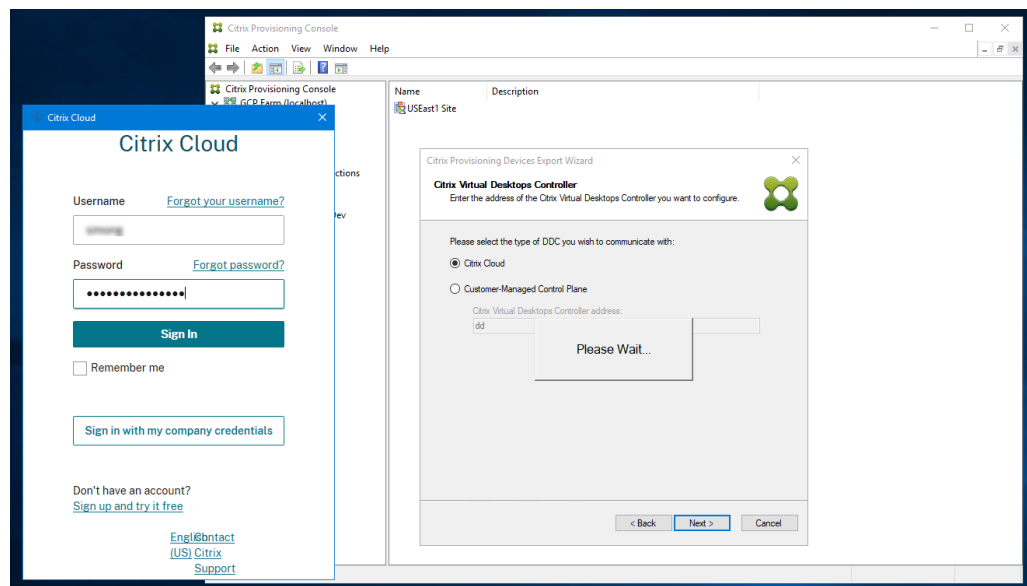 Citrix Provisioning Console
File Action View Window Help
Citrix Provisioning Console
GCP Farm (localhost)
ctions
Name Description
USEast1 Site
Citrix Cloud
Citrix Cloud
Username Forgot your username?
Password Forgot password?
Sign In
Remember me
Sign in with my company credentials
Don't have an account?
Sign up and try it free
English
(US)
Contact
Citrix
Support
Citrix Provisioning Devices Export Wizard
Citrix Virtual Desktops Controller
Enter the address of the Citrix Virtual Desktops Controller you want to configure.
Please select the type of DDC you wish to communicate with:
Citrix Cloud
Customer-Managed Control Plane
Citrix Virtual Desktops Controller address:
dd
Please Wait...
< Back Next > Cancel